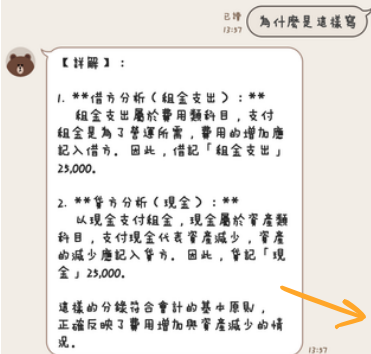 已讀
13:57
為什麼是這樣寫
【詳解】：
1. **借方分析（租金支出）：**
租金支出屬於費用類科目，支付
租金是為了營運所需，費用的增加應
記入借方。因此，借記「租金支出」
25,000。
2. **貸方分析（現金）：**
以現金支付租金，現金屬於資產類
科目，支付現金代表資產減少，資產
的減少應記入貸方。因此，貸記「現
金」25,000。
這樣的分錄符合會計的基本原則，
正確反映了費用增加與資產減少的情
況。
13:57